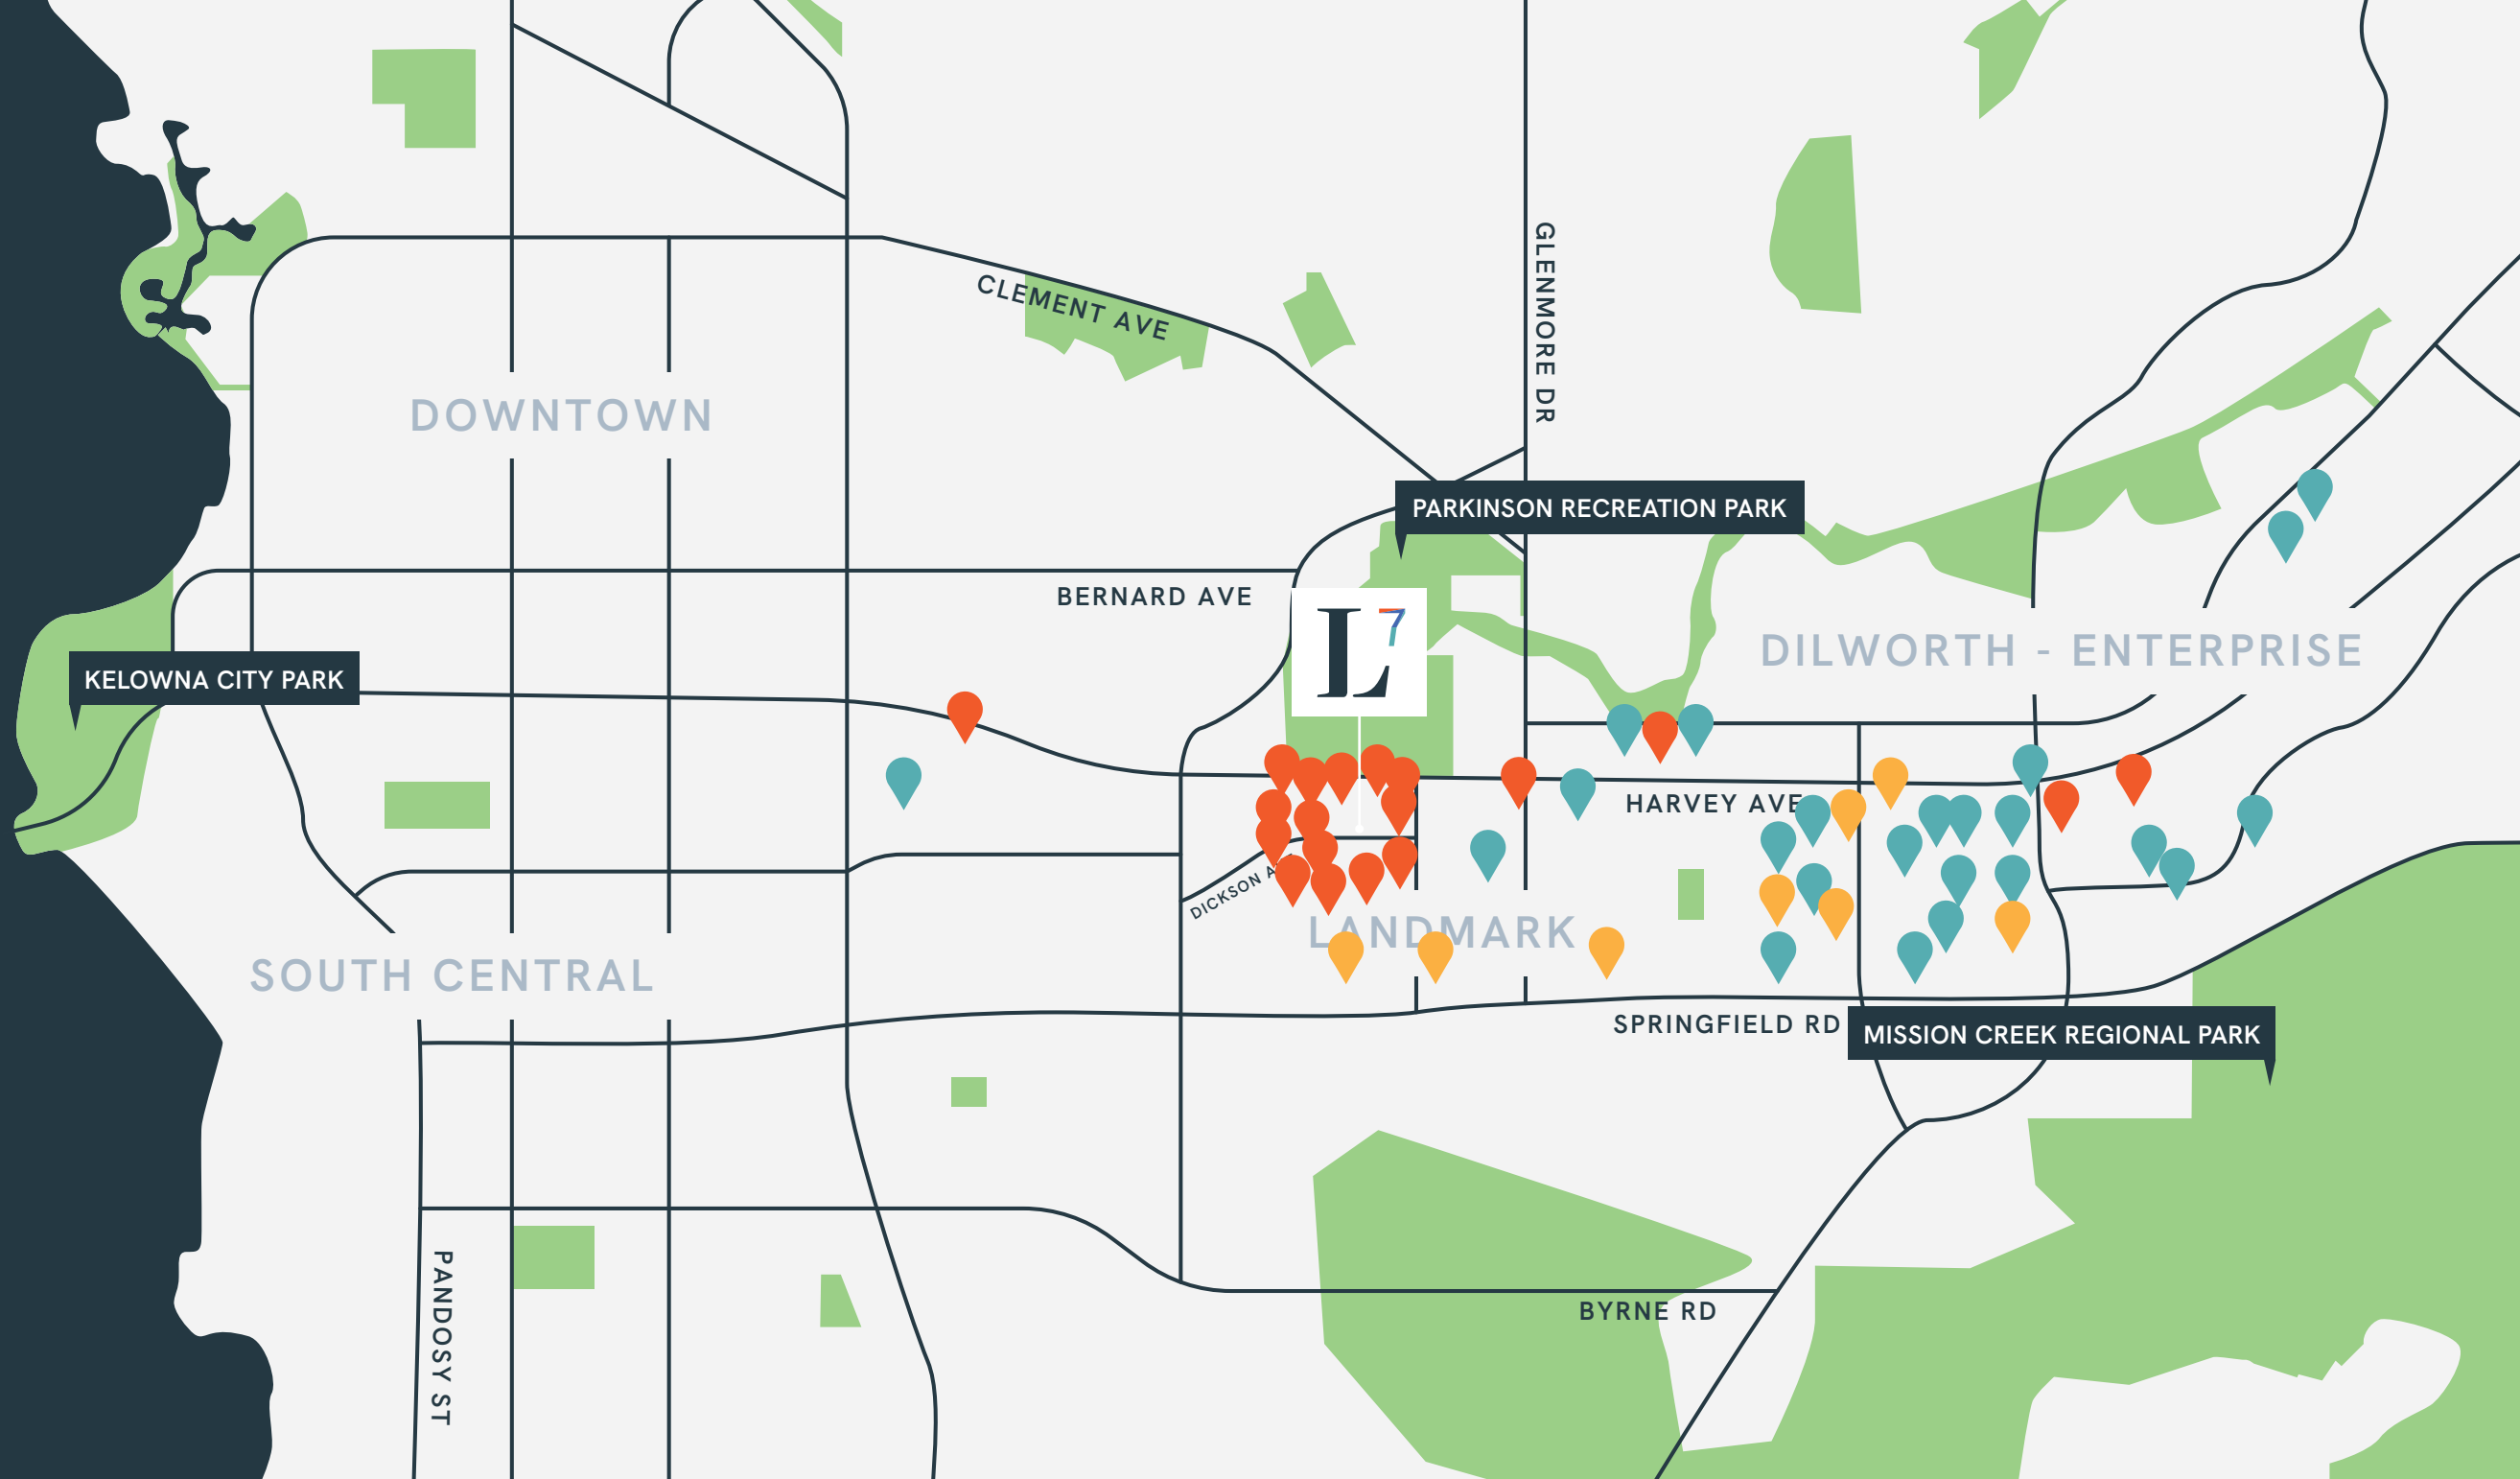 CLEMENT AVE
GLENMORE DR
DOWNTOWN
PARKINSON RECREATION PARK
BERNARD AVE
L7
DILWORTH - ENTERPRISE
KELOWNA CITY PARK
HARVEY AVE
DICKSON A
LANDMARK
SOUTH CENTRAL
SPRINGFIELD RD
MISSION CREEK REGIONAL PARK
PANDOSY ST
BYRNE RD